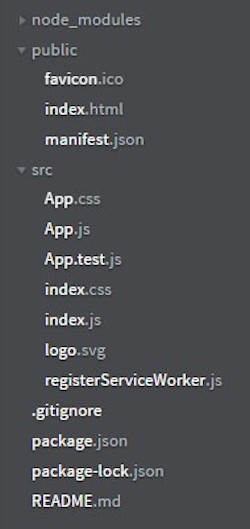 node_modules
public
favicon.ico
index.html
manifest.json
src
App.css
App.js
App.test.js
index.css
index.js
logo.svg
registerServiceWorker.js
.gitignore
package.json
package-lock.json
README.md